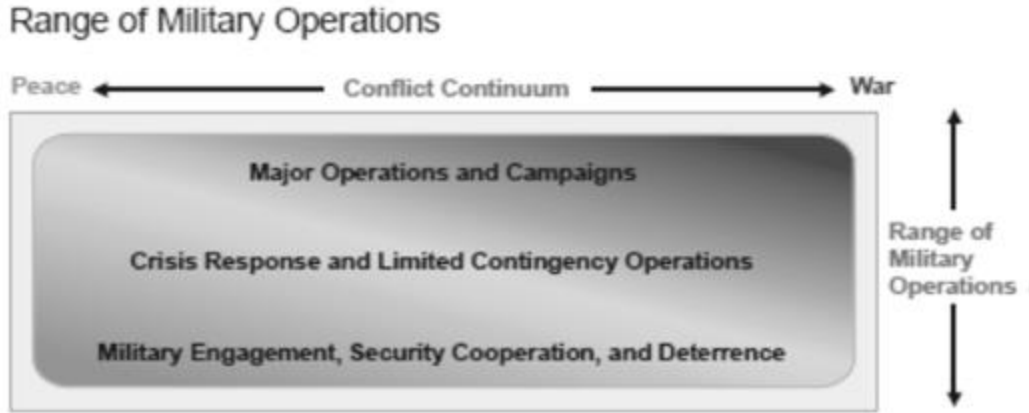 Range of Military Operations
Peace
Conflict Continuum
War
Major Operations and Campaigns
Crisis Response and Limited Contingency Operations
Military Engagement, Security Cooperation, and Deterrence
Range of
Military
Operations